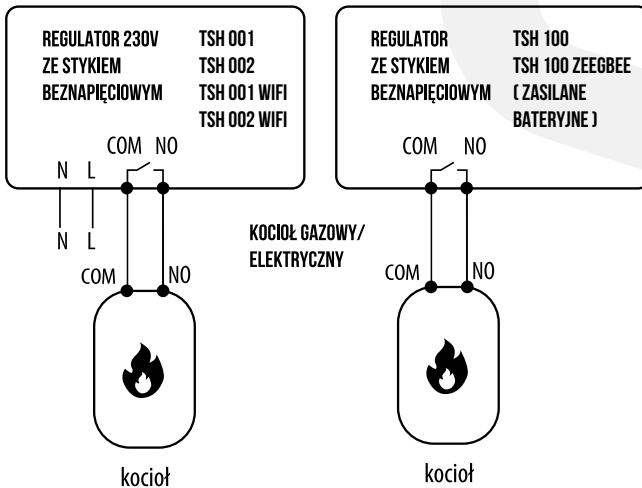 REGULATOR 230V
ZE STYKIEM
BEZNAPIĘCIOWYM
TSH 001
TSH 002
TSH 001 WIFI
TSH 002 WIFI
COM NO
N L
N L
COM NO
kocioł
KOCIOŁ GAZOWY/
ELEKTRYCZNY
REGULATOR
ZE STYKIEM
BEZNAPIĘCIOWYM
TSH 100
TSH 100 ZEEGBEE
( ZASILANE
BATERYJNE )
COM NO
COM NO
kocioł